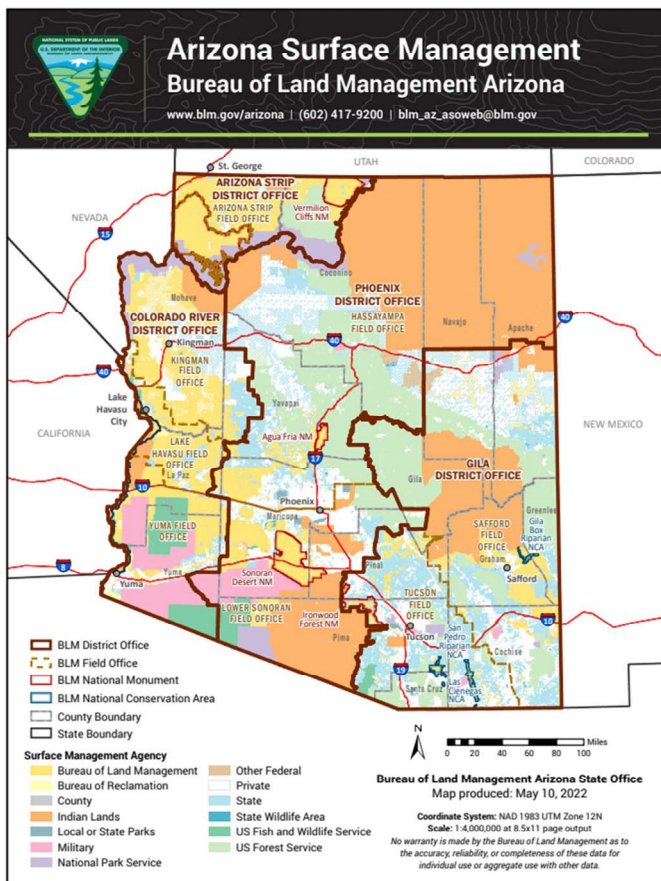 NATIONAL SYSTEM OF PUBLIC LANDS
U.S. DEPARTMENT OF THE INTERIOR
BUREAU OF LAND MANAGEMENT
Arizona Surface Management
Bureau of Land Management Arizona
www.blm.gov/arizona | (602) 417-9200 | blm_az_asoweb@blm.gov
St. George
UTAH
COLORADO
ARIZONA STRIP
DISTRICT OFFICE
ARIZONA STRIP
FIELD OFFICE
Vermilion
Cliffs NM
NEVADA
15
Coconino
PHOENIX
DISTRICT OFFICE
HASSAYAMPA
FIELD OFFICE
Mohave
COLORADO RIVER
DISTRICT OFFICE
Navajo
Apache
40
Kingman
40
KINGMAN
FIELD
OFFICE
40
Lake
Havasu
City
Yavapai
CALIFORNIA
NEW MEXICO
LAKE
HAVASU FIELD
OFFICE
La Paz
Agua Fria NM
17
GILA
DISTRICT OFFICE
Gila
10
Phoenix
Maricopa
Greenlee
YUMA FIELD
OFFICE
SAFFORD
FIELD
OFFICE
Gila
Box
Riparian
NCA
Graham
Safford
8
Yuma
Yuma
Sonoran
Desert NM
Pinal
LOWER SONORAN
FIELD OFFICE
Ironwood
Forest NM
Pima
TUCSON
FIELD
OFFICE
Tucson
San
Pedro
Riparian
NCA
10
Cochise
19
Santa Cruz
Las
Cienegas
NCA
BLM District Office
BLM Field Office
BLM National Monument
BLM National Conservation Area
County Boundary
State Boundary
Surface Management Agency
Bureau of Land Management
Bureau of Reclamation
County
Indian Lands
Local or State Parks
Military
National Park Service
Other Federal
Private
State
State Wildlife Area
US Fish and Wildlife Service
US Forest Service
N
Miles
0 10 20 40 60 80 100
Bureau of Land Management Arizona State Office
Map produced: May 10, 2022
Coordinate System: NAD 1983 UTM Zone 12N
Scale: 1:4,000,000 at 8.5x11 page output
No warranty is made by the Bureau of Land Management as to
the accuracy, reliability, or completeness of these data for
individual use or aggregate use with other data.